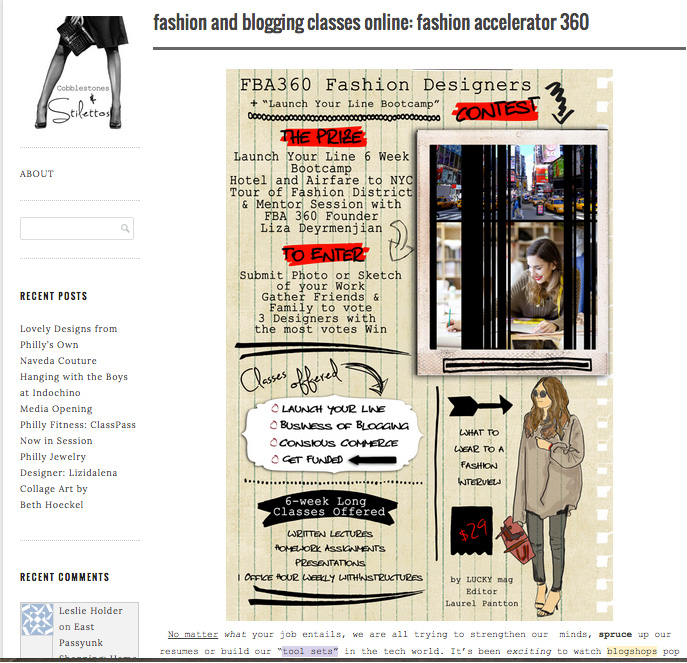 fashion and blogging classes online: fashion accelerator 360
Cobblestones
&
Stilettos
ABOUT
RECENT POSTS
Lovely Designs from
Philly's Own
Naveda Couture
Hanging with the Boys
at Indochino
Media Opening
Philly Fitness: ClassPass
Now in Session
Philly Jewelry
Designer: Lizidalena
Collage Art by
Beth Hoeckel
RECENT COMMENTS
Leslie Holder
on East
Passyunk
Shopping: Home
FBA360 Fashion Designers
+ "Launch Your Line Bootcamp"
CONTEST
THE PRIZE
Launch Your Line 6 Week
Bootcamp
Hotel and Airfare to NYC
Tour of Fashion District
& Mentor Session with
FBA 360 Founder
Liza Deyrmenjian
TO ENTER
Submit Photo or Sketch
of your Work
Gather Friends &
Family to vote
3 Designers with
the most votes Win
Classes offered
LAUNCH YOUR LINE
BUSINESS OF BLOGGING
CONSIOUS COMMERCE
GET FUNDED
6-week Long
Classes Offered
WRITTEN LECTURES
HOMEWORK ASSIGNMENTS
PRESENTATIONS
1 OFFICE HOUR WEEKLY WITH INSTRUCTORES
WHAT TO
WEAR TO A
FASHION
INTERVIEW
$29
by LUCKY mag
Editor
Laurel Pantton
No matter what your job entails, we are all trying to strengthen our minds, spruce up our
resumes or build our "tool sets" in the tech world. It's been exciting to watch blogshops pop